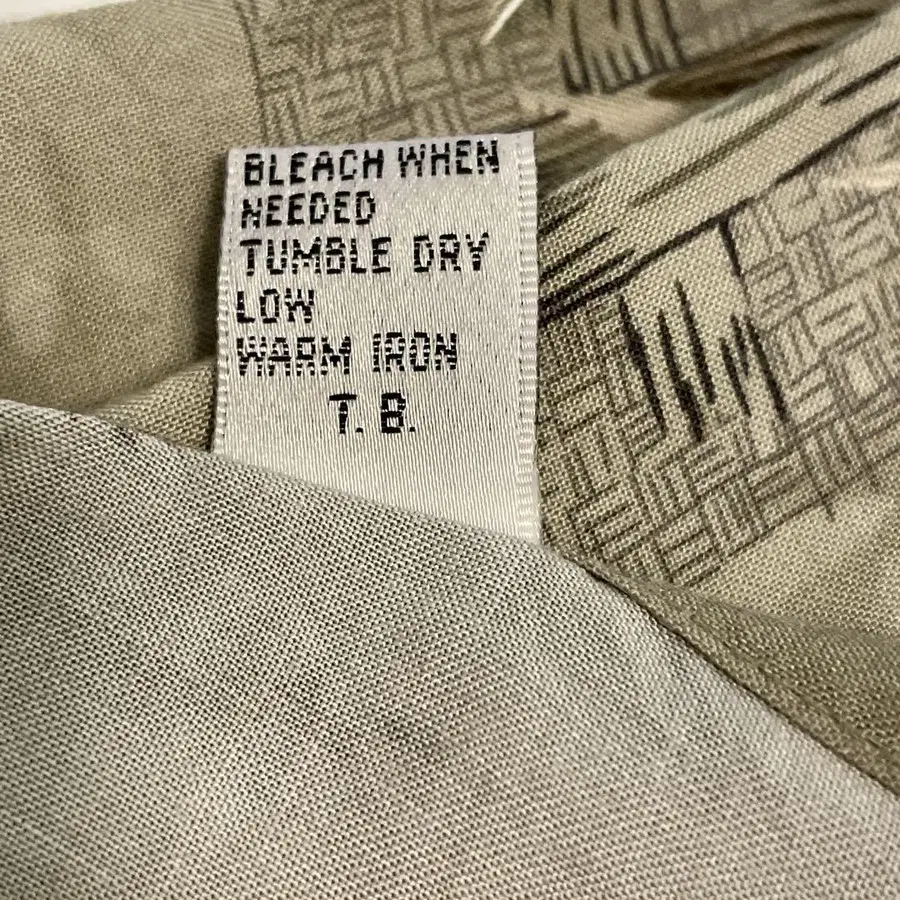 BLEACH WHEN
NEEDED
TUMBLE DRY
LOW
WARM IRON
T. B.